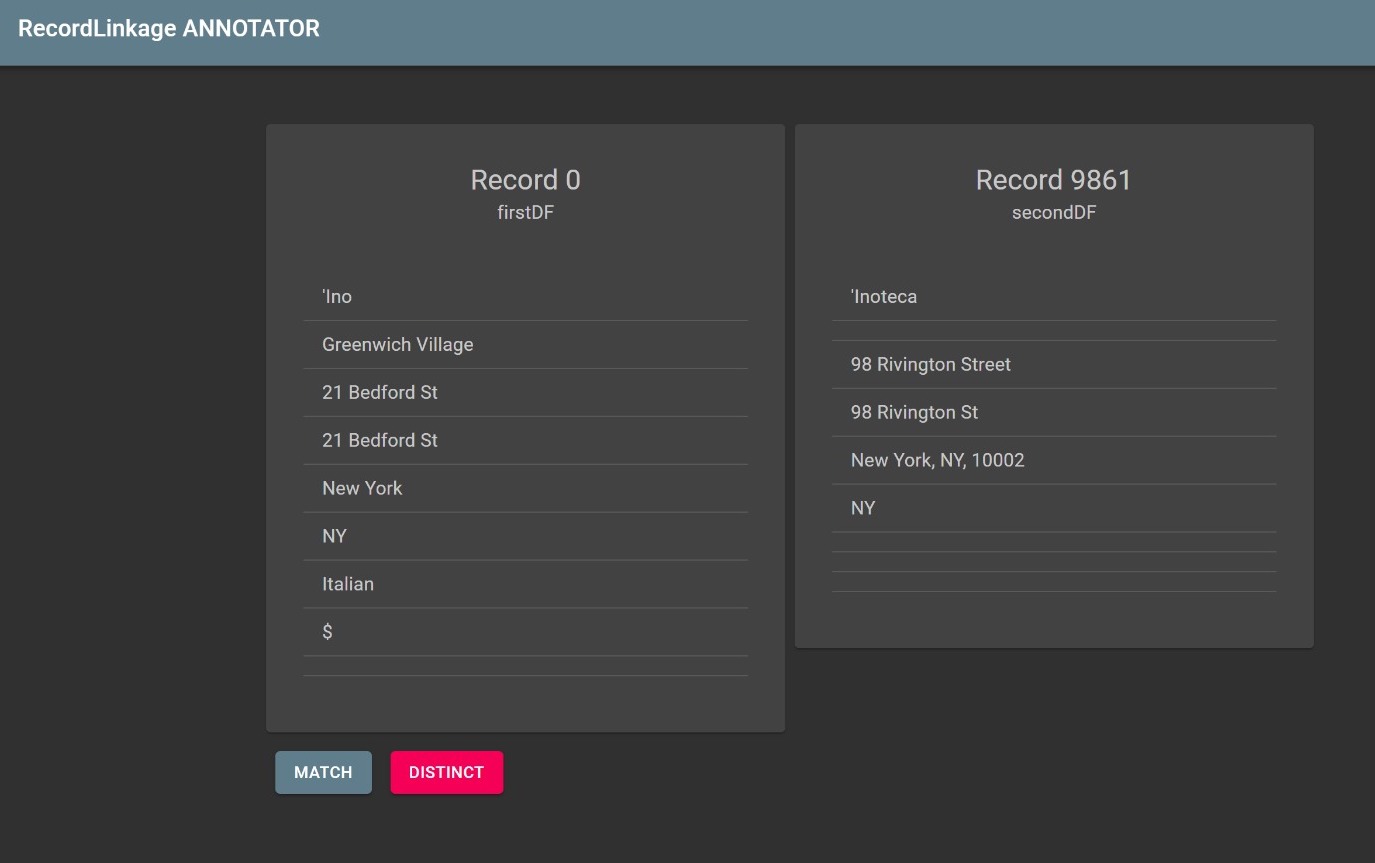 RecordLinkage ANNOTATOR
Record 0
firstDF
'Ino
Greenwich Village
21 Bedford St
21 Bedford St
New York
NY
Italian
$
Record 9861
secondDF
'Inoteca
98 Rivington Street
98 Rivington St
New York, NY, 10002
NY
MATCH
DISTINCT